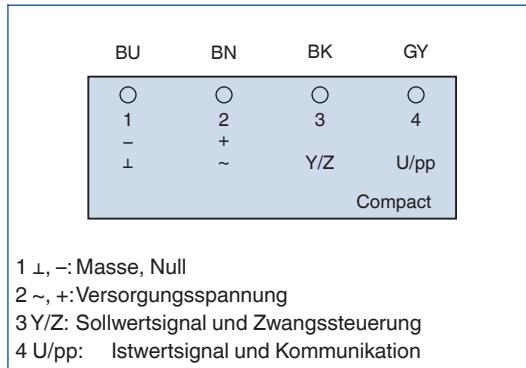 BU BN BK GY
1 2 3 4
– +
⊥ ~ Y/Z U/pp
Compact
1 ⊥, –: Masse, Null
2 ~, +: Versorgungsspannung
3 Y/Z: Sollwertsignal und Zwangssteuerung
4 U/pp: Istwertsignal und Kommunikation